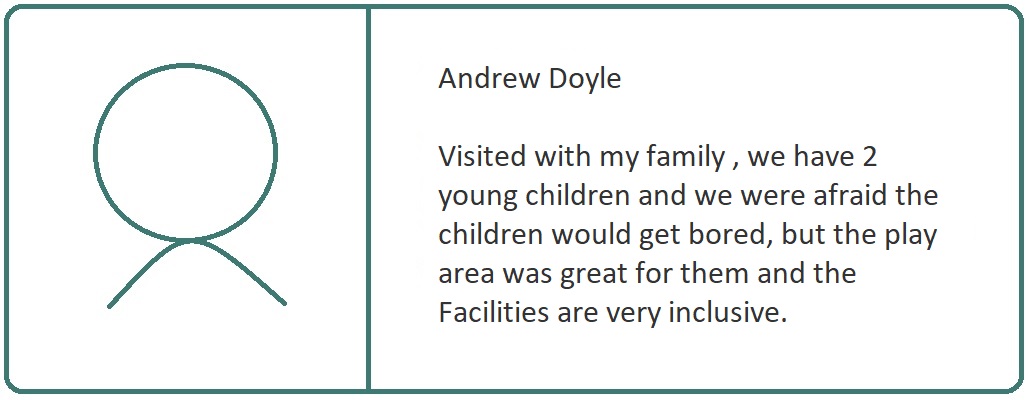 Andrew Doyle
Visited with my family , we have 2
young children and we were afraid the
children would get bored, but the play
area was great for them and the
Facilities are very inclusive.